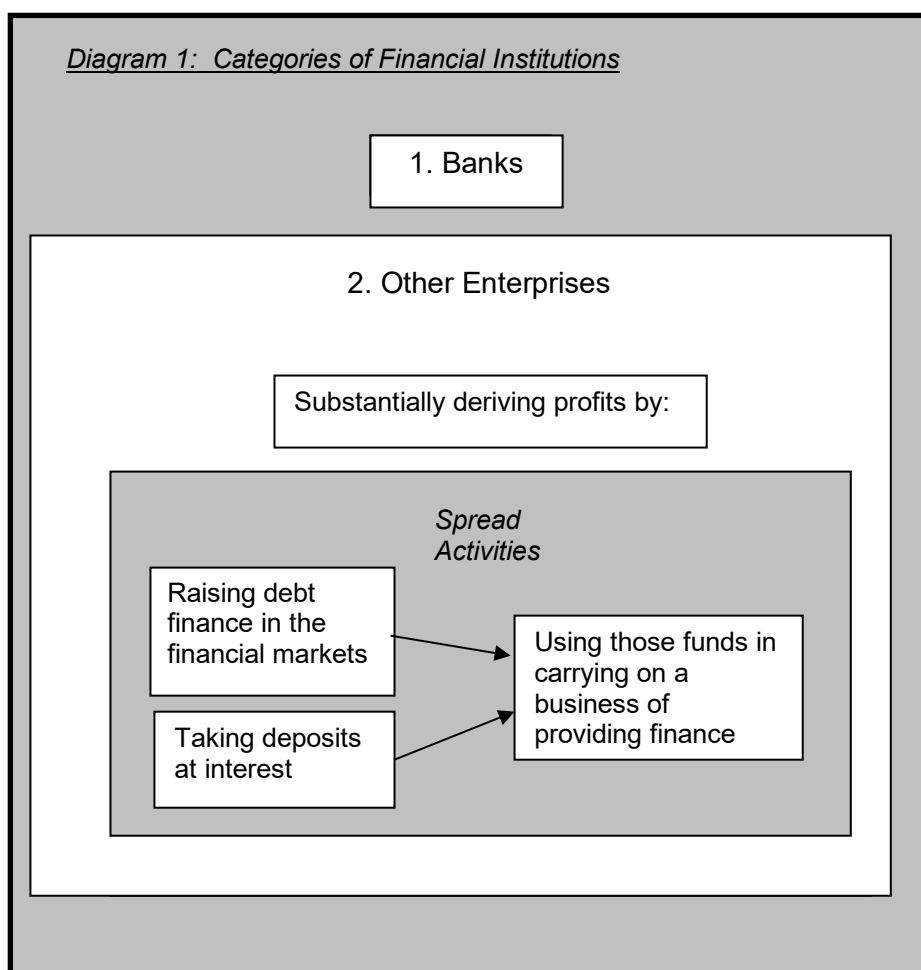 Diagram 1: Categories of Financial Institutions
1. Banks
2. Other Enterprises
Substantially deriving profits by:
Spread
Activities
Raising debt
finance in the
financial markets
Using those funds in
carrying on a
business of
providing finance
Taking deposits
at interest